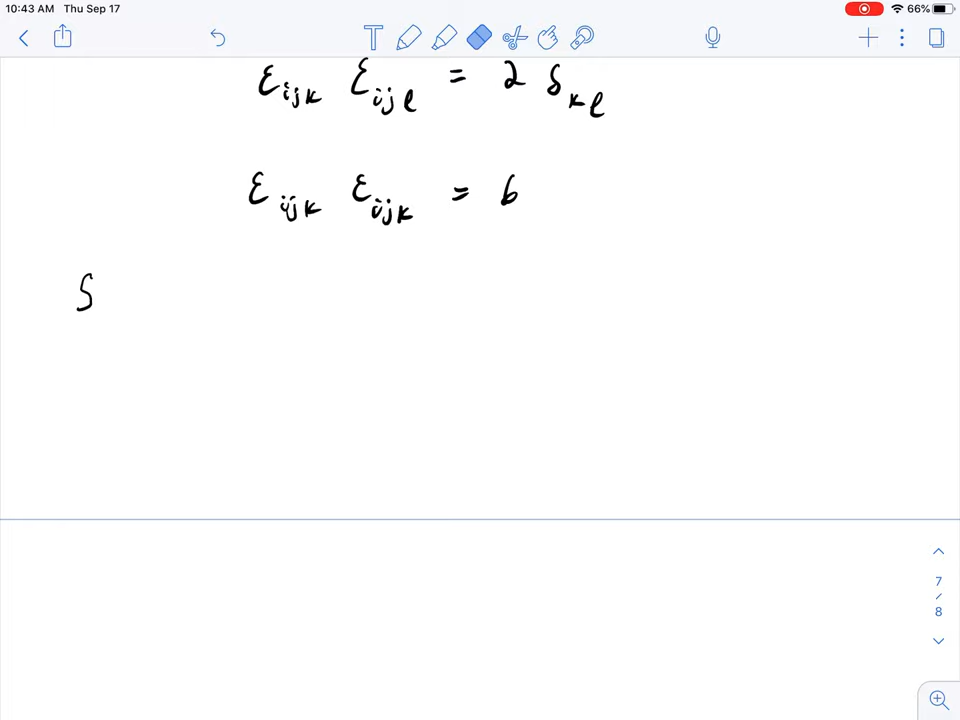 10:43 AM Thu Sep 17 66%
T
ε_ijk ε_ijl = 2 δ_kl
ε_ijk ε_ijk = 6
S
7
/
8